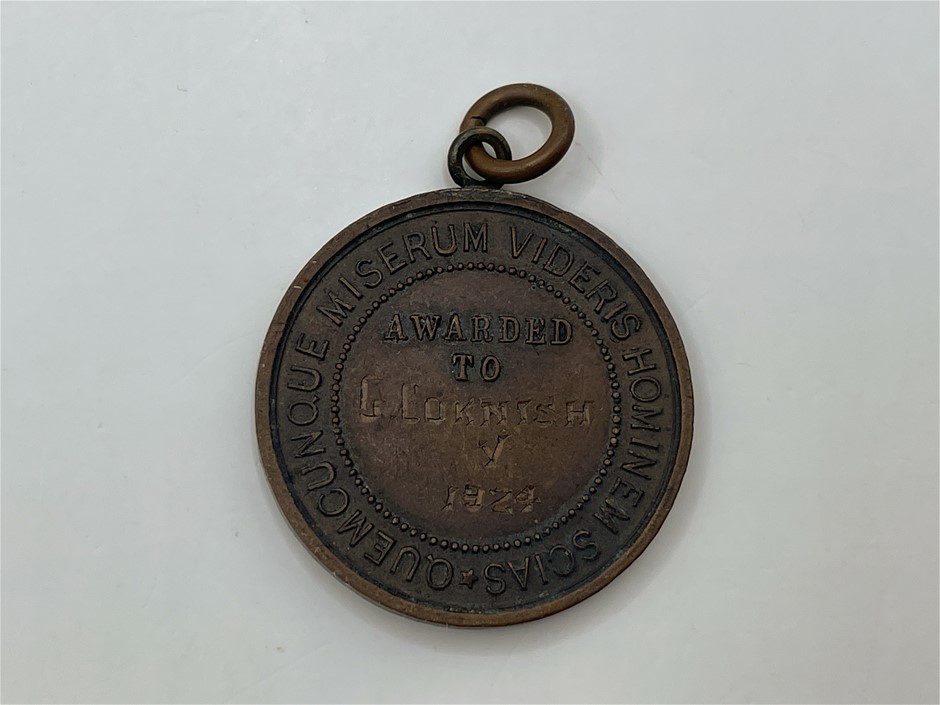 QUEMCUNQUE MISERUM VIDERIS HOMINEM SCIAS
AWARDED
TO
G. CORNISH
V
1924